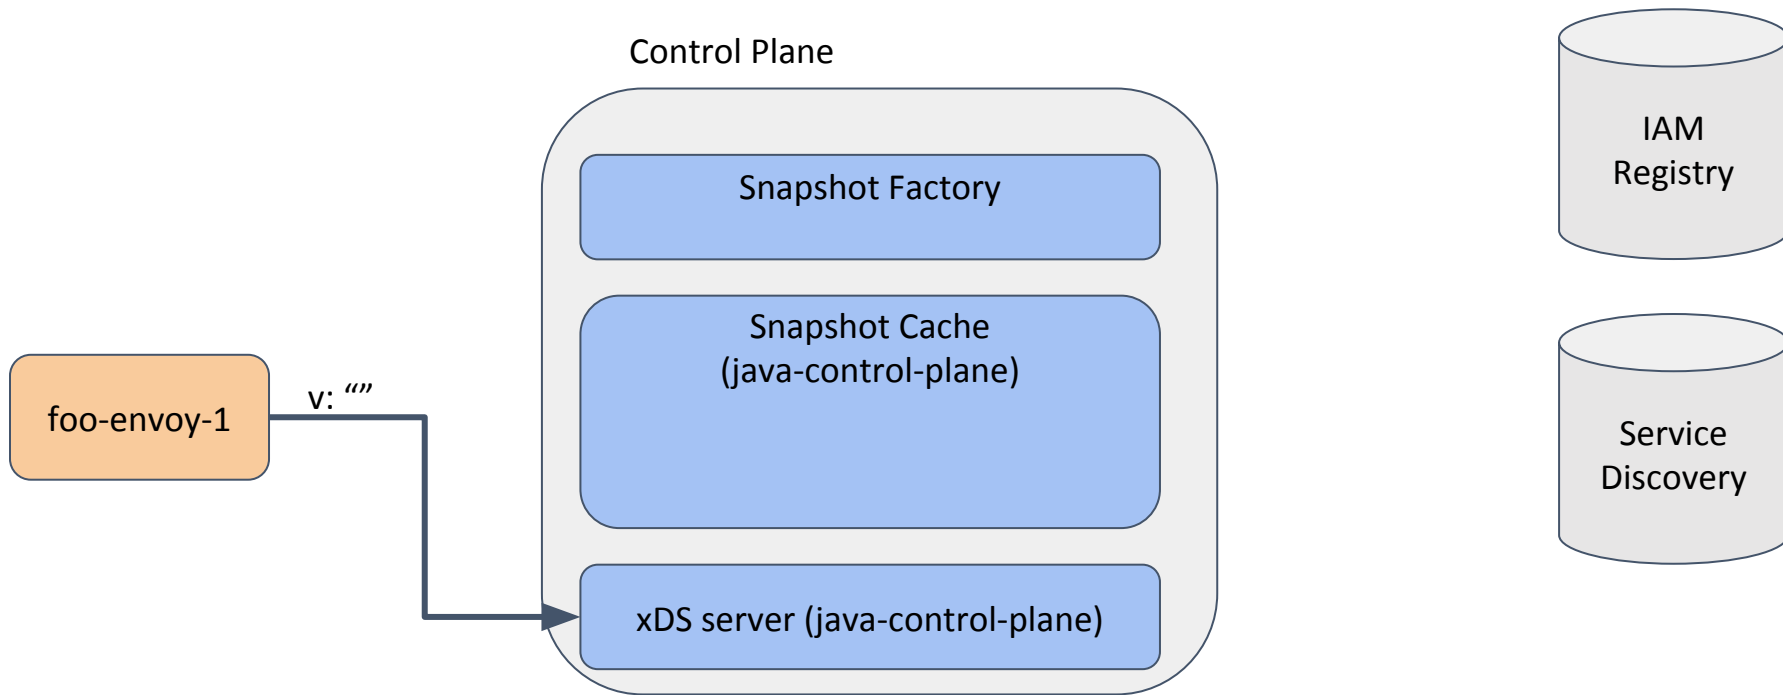 Control Plane
Snapshot Factory
Snapshot Cache
(java-control-plane)
xDS server (java-control-plane)
foo-envoy-1
v: “”
IAM
Registry
Service
Discovery